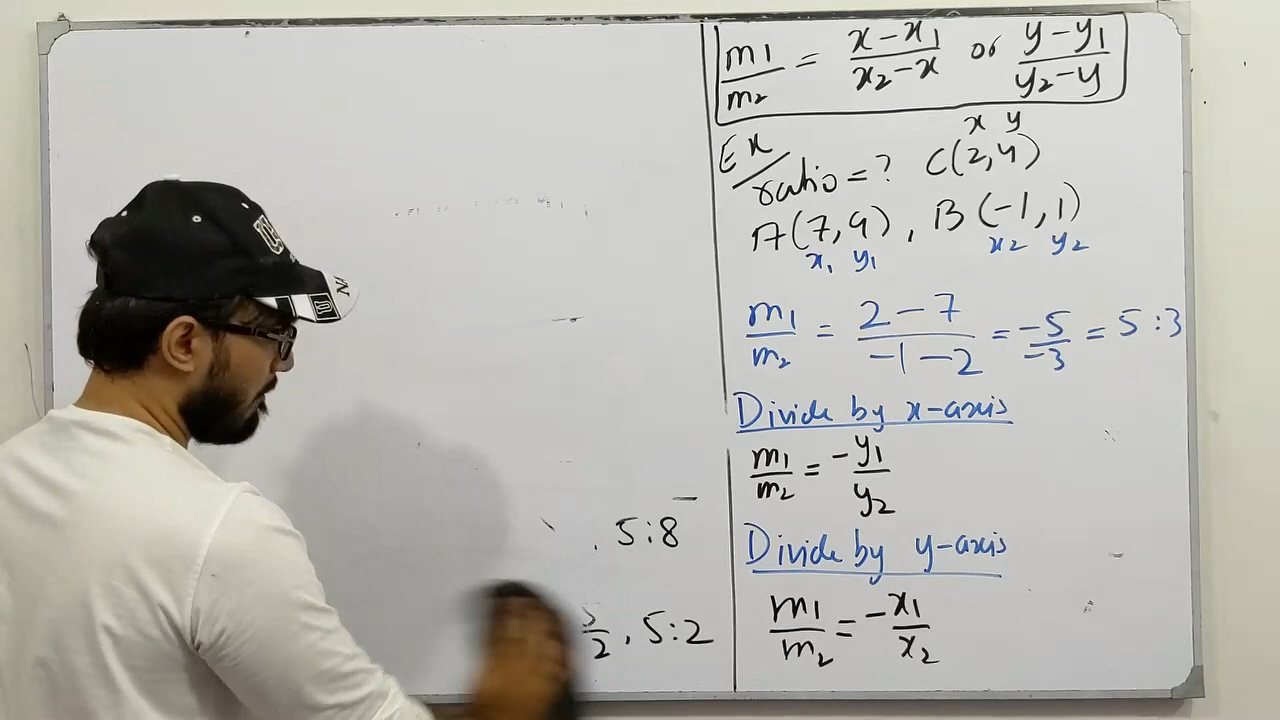 5:8
5/2, 5:2
m1/m2 = x-x1/x2-x or y-y1/y2-y
Ex
x y
ratio = ? C(2,4)
A(7,9), B(-1,1)
x1 y1 x2 y2
m1/m2 = 2-7/-1-2 = -5/-3 = 5:3
Divide by x-axis
m1/m2 = -y1/y2
Divide by y-axis
m1/m2 = -x1/x2